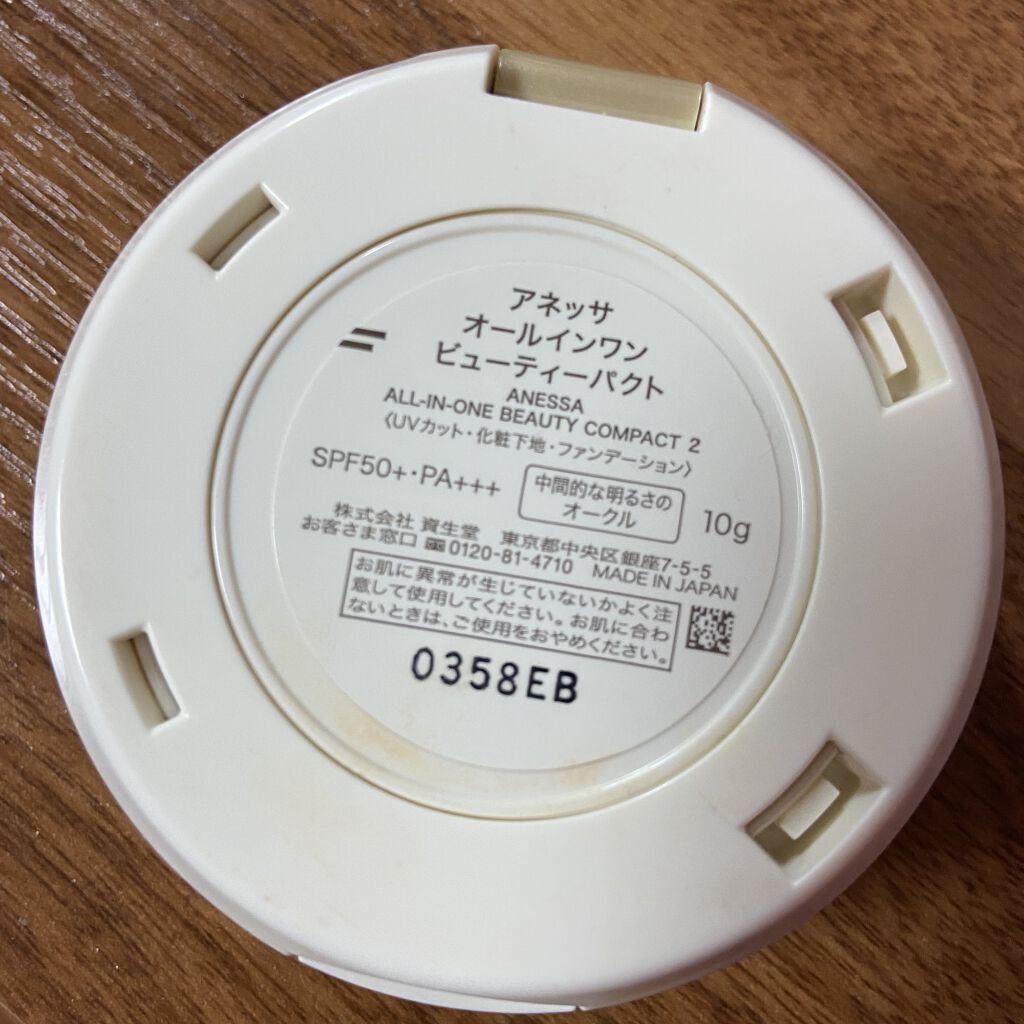 アネッサ
オールインワン
ビューティーパクト
ANESSA
ALL-IN-ONE BEAUTY COMPACT 2
〈UVカット・化粧下地・ファンデーション〉
SPF50+・PA+++
中間的な明るさの
オークル
10g
株式会社 資生堂 東京都中央区銀座7-5-5
お客さま窓口 0120-81-4710 MADE IN JAPAN
お肌に異常が生じていないかよく注
意して使用してください。お肌に合わ
ないときは、ご使用をおやめください。
0358EB